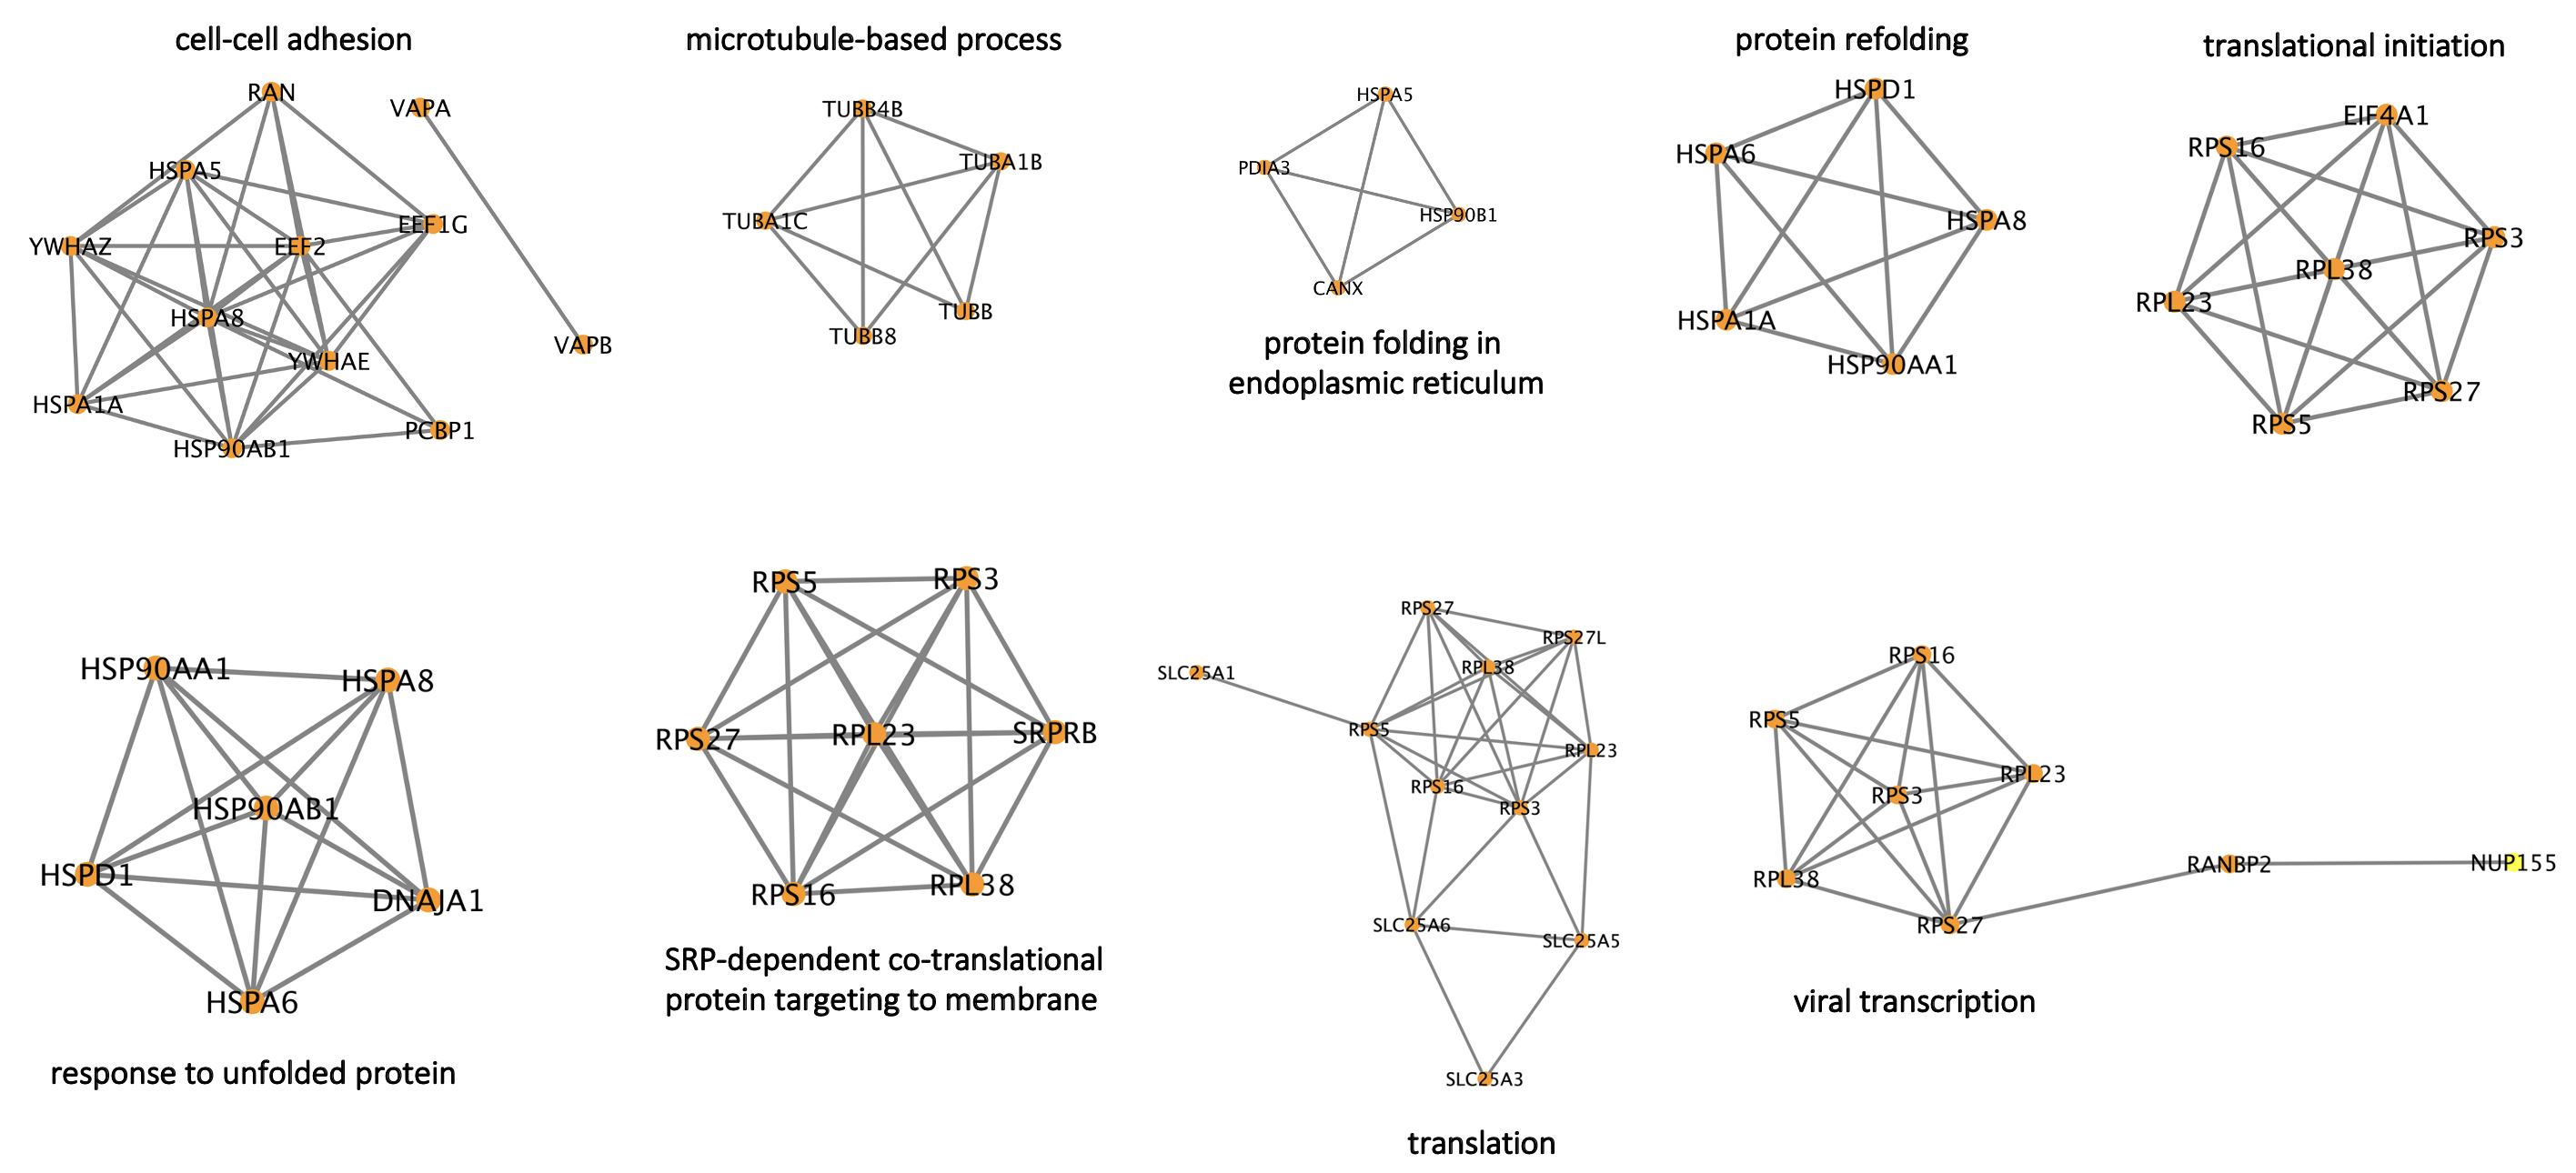 cell-cell adhesion
RAN
VAPA
HSPA5
EEF1G
YWHAZ
EEF2
HSPA8
VAPB
YWHAE
HSPA1A
PCBP1
HSP90AB1
microtubule-based process
TUBB4B
TUBA1B
TUBA1C
TUBB
TUBB8
HSPA5
PDIA3
HSP90B1
CANX
protein folding in
endoplasmic reticulum
protein refolding
HSPD1
HSPA6
HSPA8
HSPA1A
HSP90AA1
translational initiation
EIF4A1
RPS16
RPS3
RPL38
RPL23
RPS27
RPS5
HSP90AA1
HSPA8
HSP90AB1
HSPD1
DNAJA1
HSPA6
response to unfolded protein
RPS5
RPS3
RPS27
RPL23
SRPRB
RPS16
RPL38
SRP-dependent co-translational
protein targeting to membrane
RPS27
RPS27L
RPL38
SLC25A1
RPS5
RPL23
RPS16
RPS3
SLC25A6
SLC25A5
SLC25A3
translation
RPS16
RPS5
RPL23
RPS3
RPL38
RANBP2
NUP155
RPS27
viral transcription